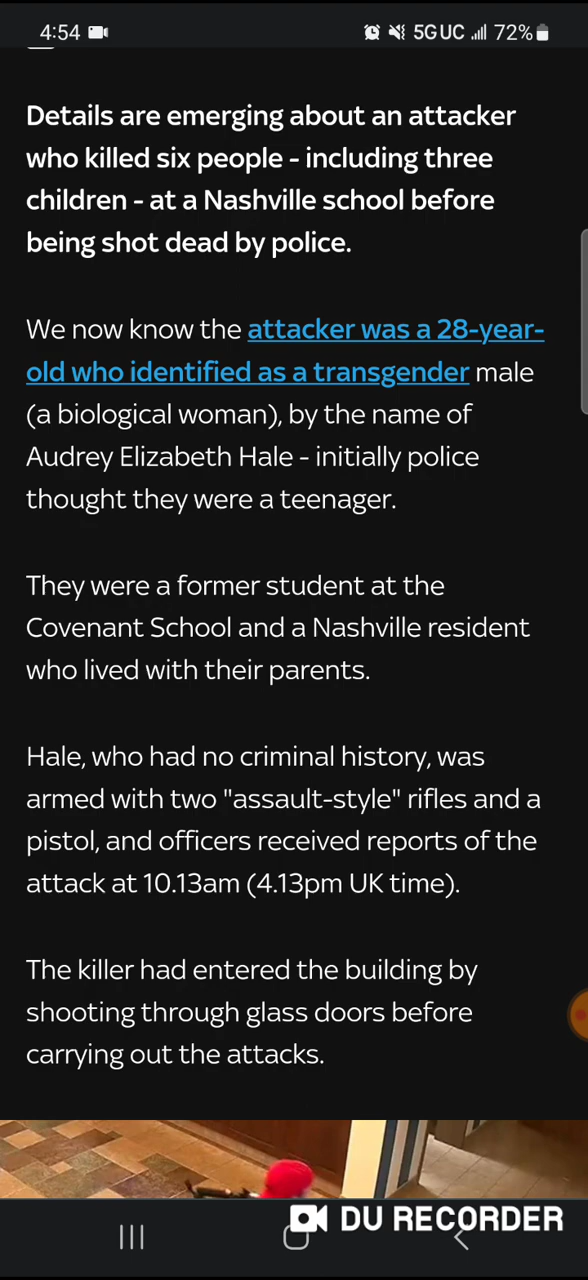 4:54 5G UC 72%
Details are emerging about an attacker
who killed six people - including three
children - at a Nashville school before
being shot dead by police.
We now know the attacker was a 28-year-
old who identified as a transgender male
(a biological woman), by the name of
Audrey Elizabeth Hale - initially police
thought they were a teenager.
They were a former student at the
Covenant School and a Nashville resident
who lived with their parents.
Hale, who had no criminal history, was
armed with two "assault-style" rifles and a
pistol, and officers received reports of the
attack at 10.13am (4.13pm UK time).
The killer had entered the building by
shooting through glass doors before
carrying out the attacks.
DU RECORDER